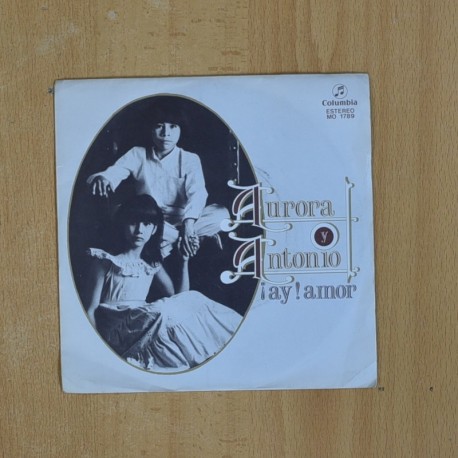 Columbia
ESTEREO
MO 1789
Aurora
y
Antonio
¡ay! amor